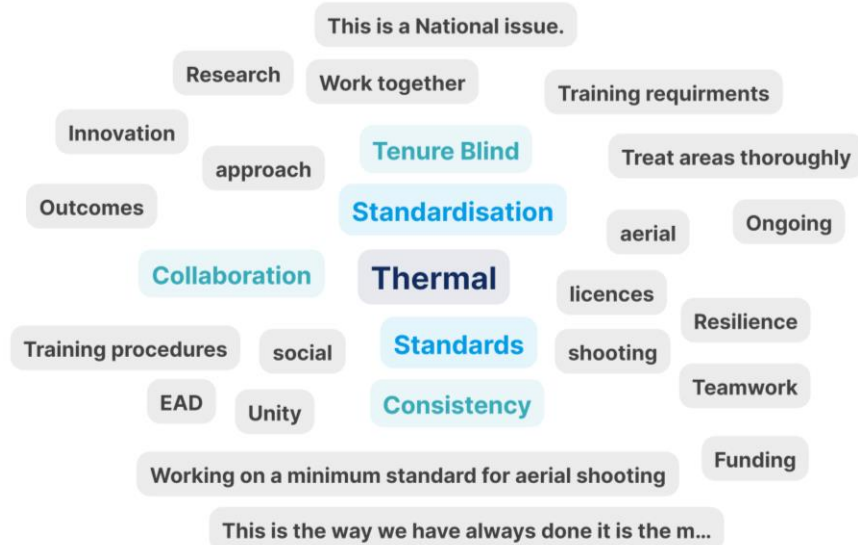 This is a National issue.
Research
Work together
Training requirments
Innovation
Tenure Blind
approach
Treat areas thoroughly
Outcomes
Standardisation
aerial
Ongoing
Collaboration
Thermal
licences
Resilience
Training procedures
social
Standards
shooting
Teamwork
EAD
Unity
Consistency
Working on a minimum standard for aerial shooting
Funding
This is the way we have always done it is the m...